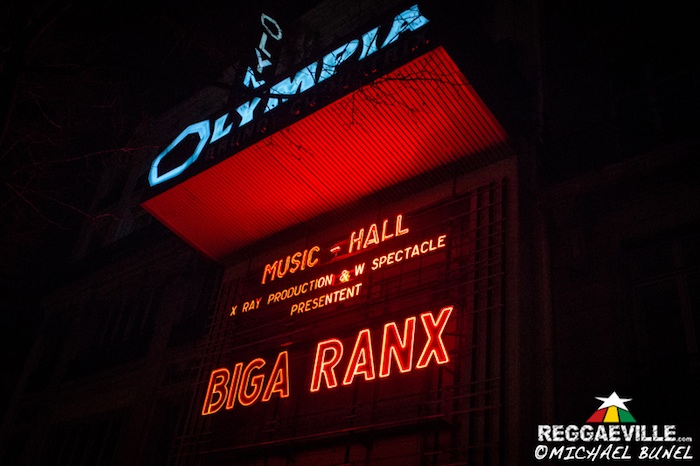 OLYMPIA
MUSIC - HALL
X RAY PRODUCTION & W SPECTACLE
PRESENTENT
BIGA RANX
REGGAEVILLE.com
©MICHAEL BUNEL